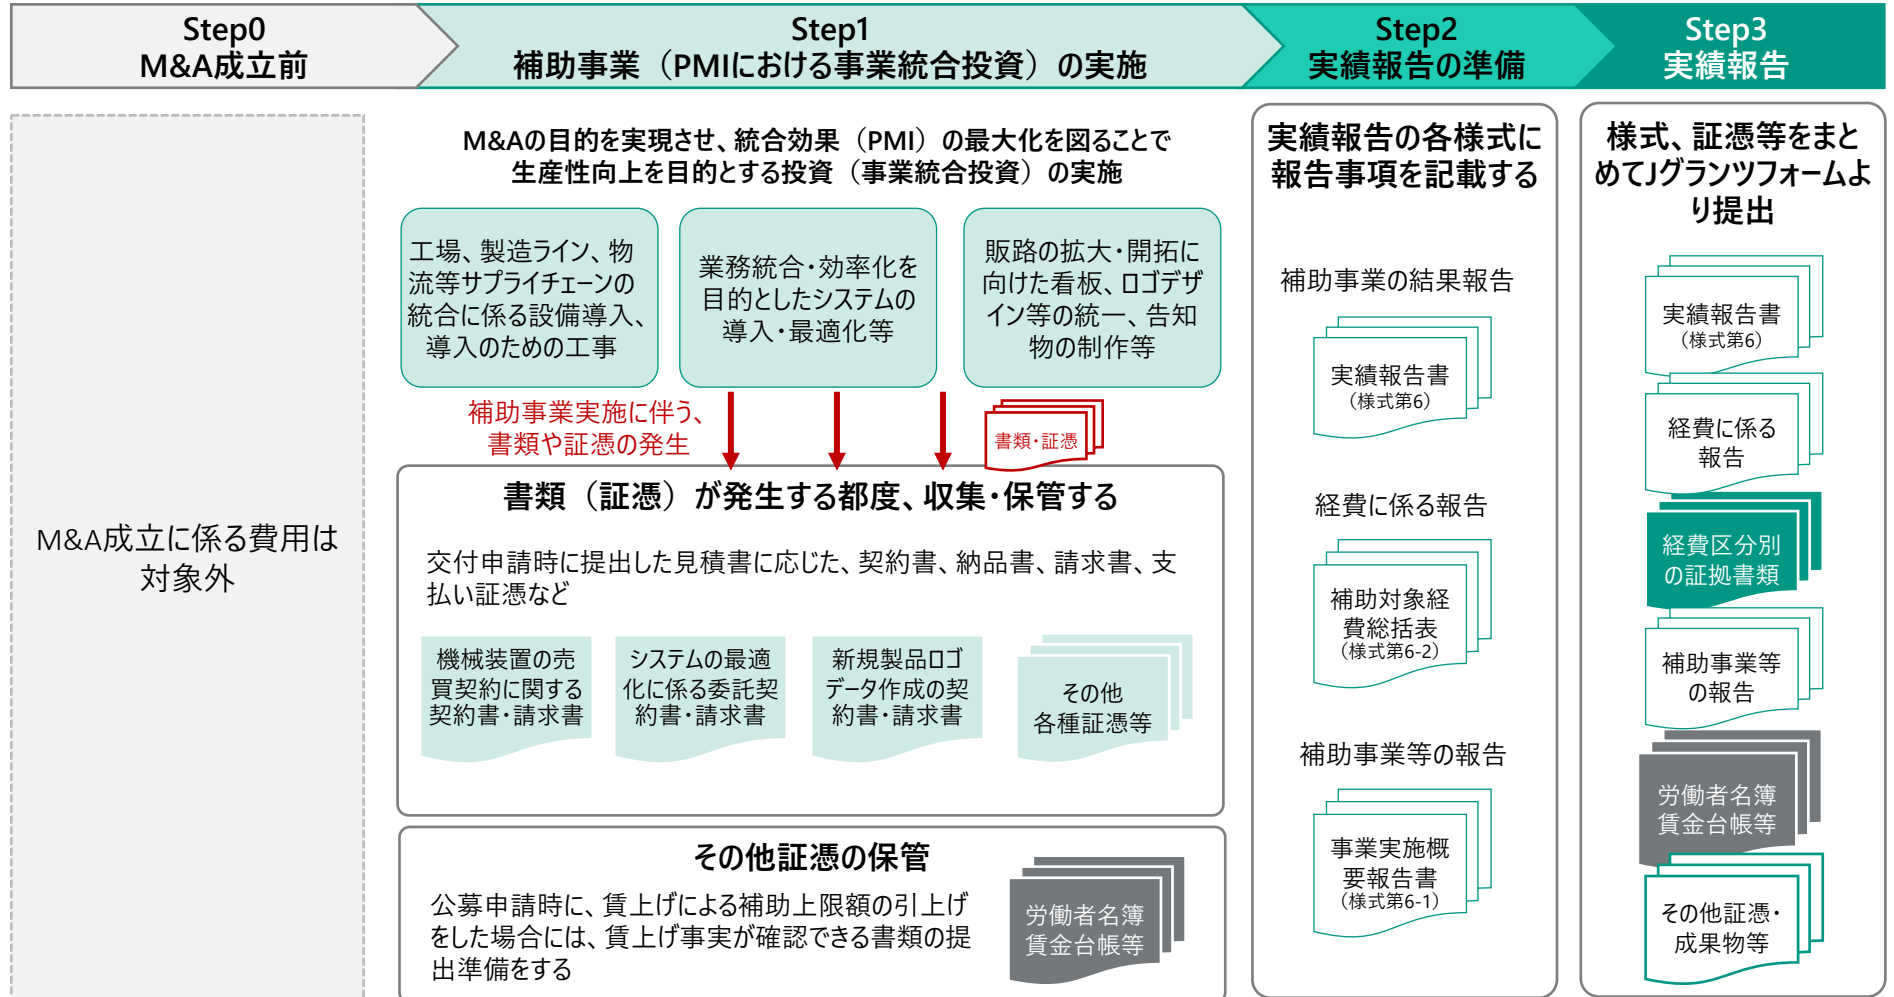 Step0
M&A成立前
Step1
補助事業（PMIにおける事業統合投資）の実施
Step2
実績報告の準備
Step3
実績報告
M&A成立に係る費用は
対象外
M&Aの目的を実現させ、統合効果（PMI）の最大化を図ることで
生産性向上を目的とする投資（事業統合投資）の実施
工場、製造ライン、物
流等サプライチェーンの
統合に係る設備導入、
導入のための工事
業務統合・効率化を
目的としたシステムの
導入・最適化等
販路の拡大・開拓に
向けた看板、ロゴデザ
イン等の統一、告知
物の制作等
補助事業実施に伴う、
書類や証憑の発生
書類・証憑
書類（証憑）が発生する都度、収集・保管する
交付申請時に提出した見積書に応じた、契約書、納品書、請求書、支
払い証憑など
機械装置の売
買契約に関する
契約書・請求書
システムの最適
化に係る委託契
約書・請求書
新規製品ロゴ
データ作成の契
約書・請求書
その他
各種証憑等
その他証憑の保管
公募申請時に、賃上げによる補助上限額の引上げ
をした場合には、賃上げ事実が確認できる書類の提
出準備をする
労働者名簿
賃金台帳等
実績報告の各様式に
報告事項を記載する
補助事業の結果報告
実績報告書
（様式第6）
経費に係る報告
補助対象経
費総括表
（様式第6-2）
補助事業等の報告
事業実施概
要報告書
（様式第6-1）
様式、証憑等をまと
めてJグランツフォームよ
り提出
実績報告書
（様式第6）
経費に係る
報告
経費区分別
の証拠書類
補助事業等
の報告
労働者名簿
賃金台帳等
その他証憑・
成果物等